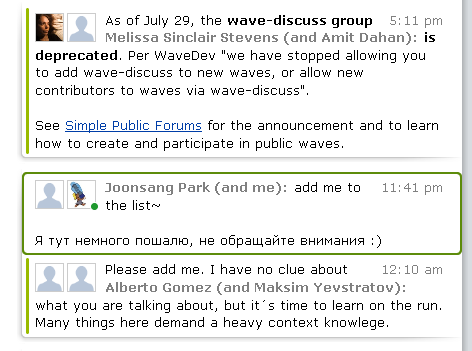 As of July 29, the wave-discuss group 5:11 pm
Melissa Sinclair Stevens (and Amit Dahan): is
deprecated. Per WaveDev "we have stopped allowing you
to add wave-discuss to new waves, or allow new
contributors to waves via wave-discuss".
See Simple Public Forums for the announcement and to learn
how to create and participate in public waves.
Joonsang Park (and me): add me to 11:41 pm
the list~
Я тут немного пошалю, не обращайте внимания :)
Please add me. I have no clue about 12:10 am
Alberto Gomez (and Maksim Yevstratov):
what you are talking about, but it´s time to learn on the run.
Many things here demand a heavy context knowlege.